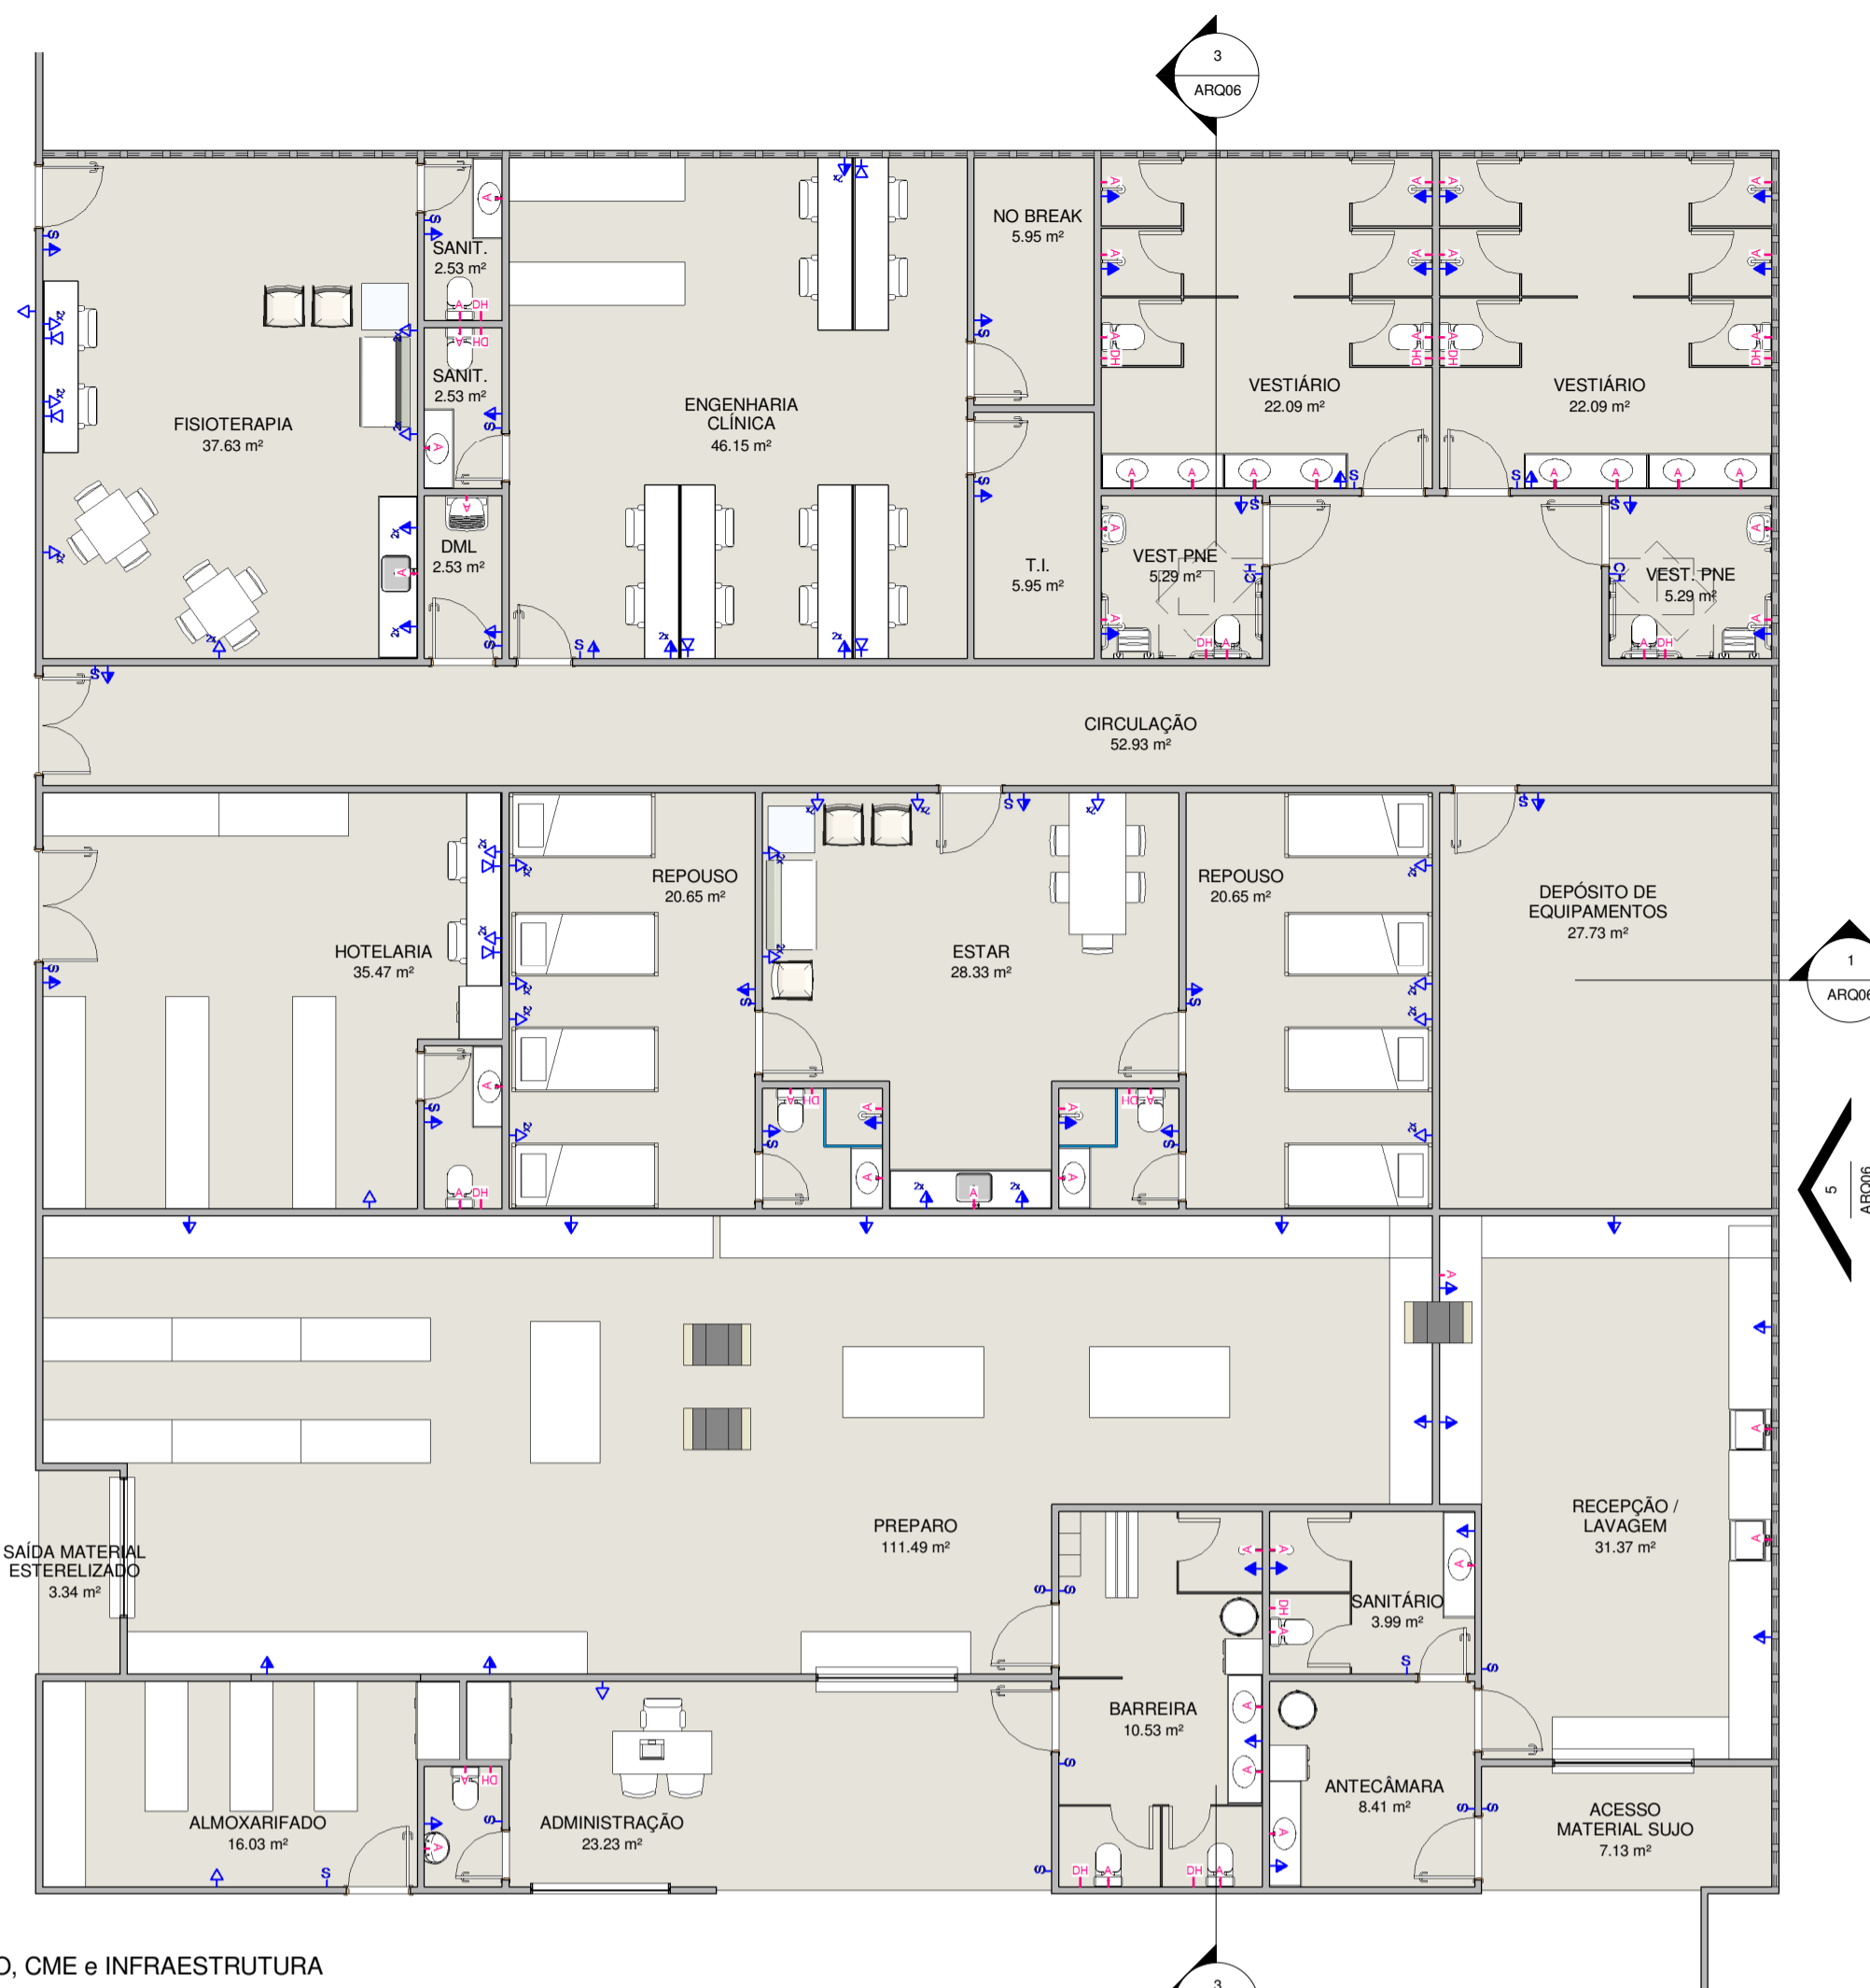 3
ARQ06
NO BREAK
5.95 m²
SANIT.
2.53 m²
SANIT.
2.53 m²
FISIOTERAPIA
37.63 m²
ENGENHARIA
CLÍNICA
46.15 m²
VESTIÁRIO
22.09 m²
VESTIÁRIO
22.09 m²
DML
2.53 m²
T.I.
5.95 m²
VEST. PNE
5.29 m²
VEST. PNE
5.29 m²
CIRCULAÇÃO
52.93 m²
REPOUSO
20.65 m²
REPOUSO
20.65 m²
DEPÓSITO DE
EQUIPAMENTOS
27.73 m²
HOTELARIA
35.47 m²
ESTAR
28.33 m²
1
ARQ06
5
ARQ06
PREPARO
111.49 m²
RECEPÇÃO /
LAVAGEM
31.37 m²
SAÍDA MATERIAL
ESTERELIZADO
3.34 m²
SANITÁRIO
3.99 m²
BARREIRA
10.53 m²
ANTECÂMARA
8.41 m²
ALMOXARIFADO
16.03 m²
ADMINISTRAÇÃO
23.23 m²
ACESSO
MATERIAL SUJO
7.13 m²
O, CME e INFRAESTRUTURA
3